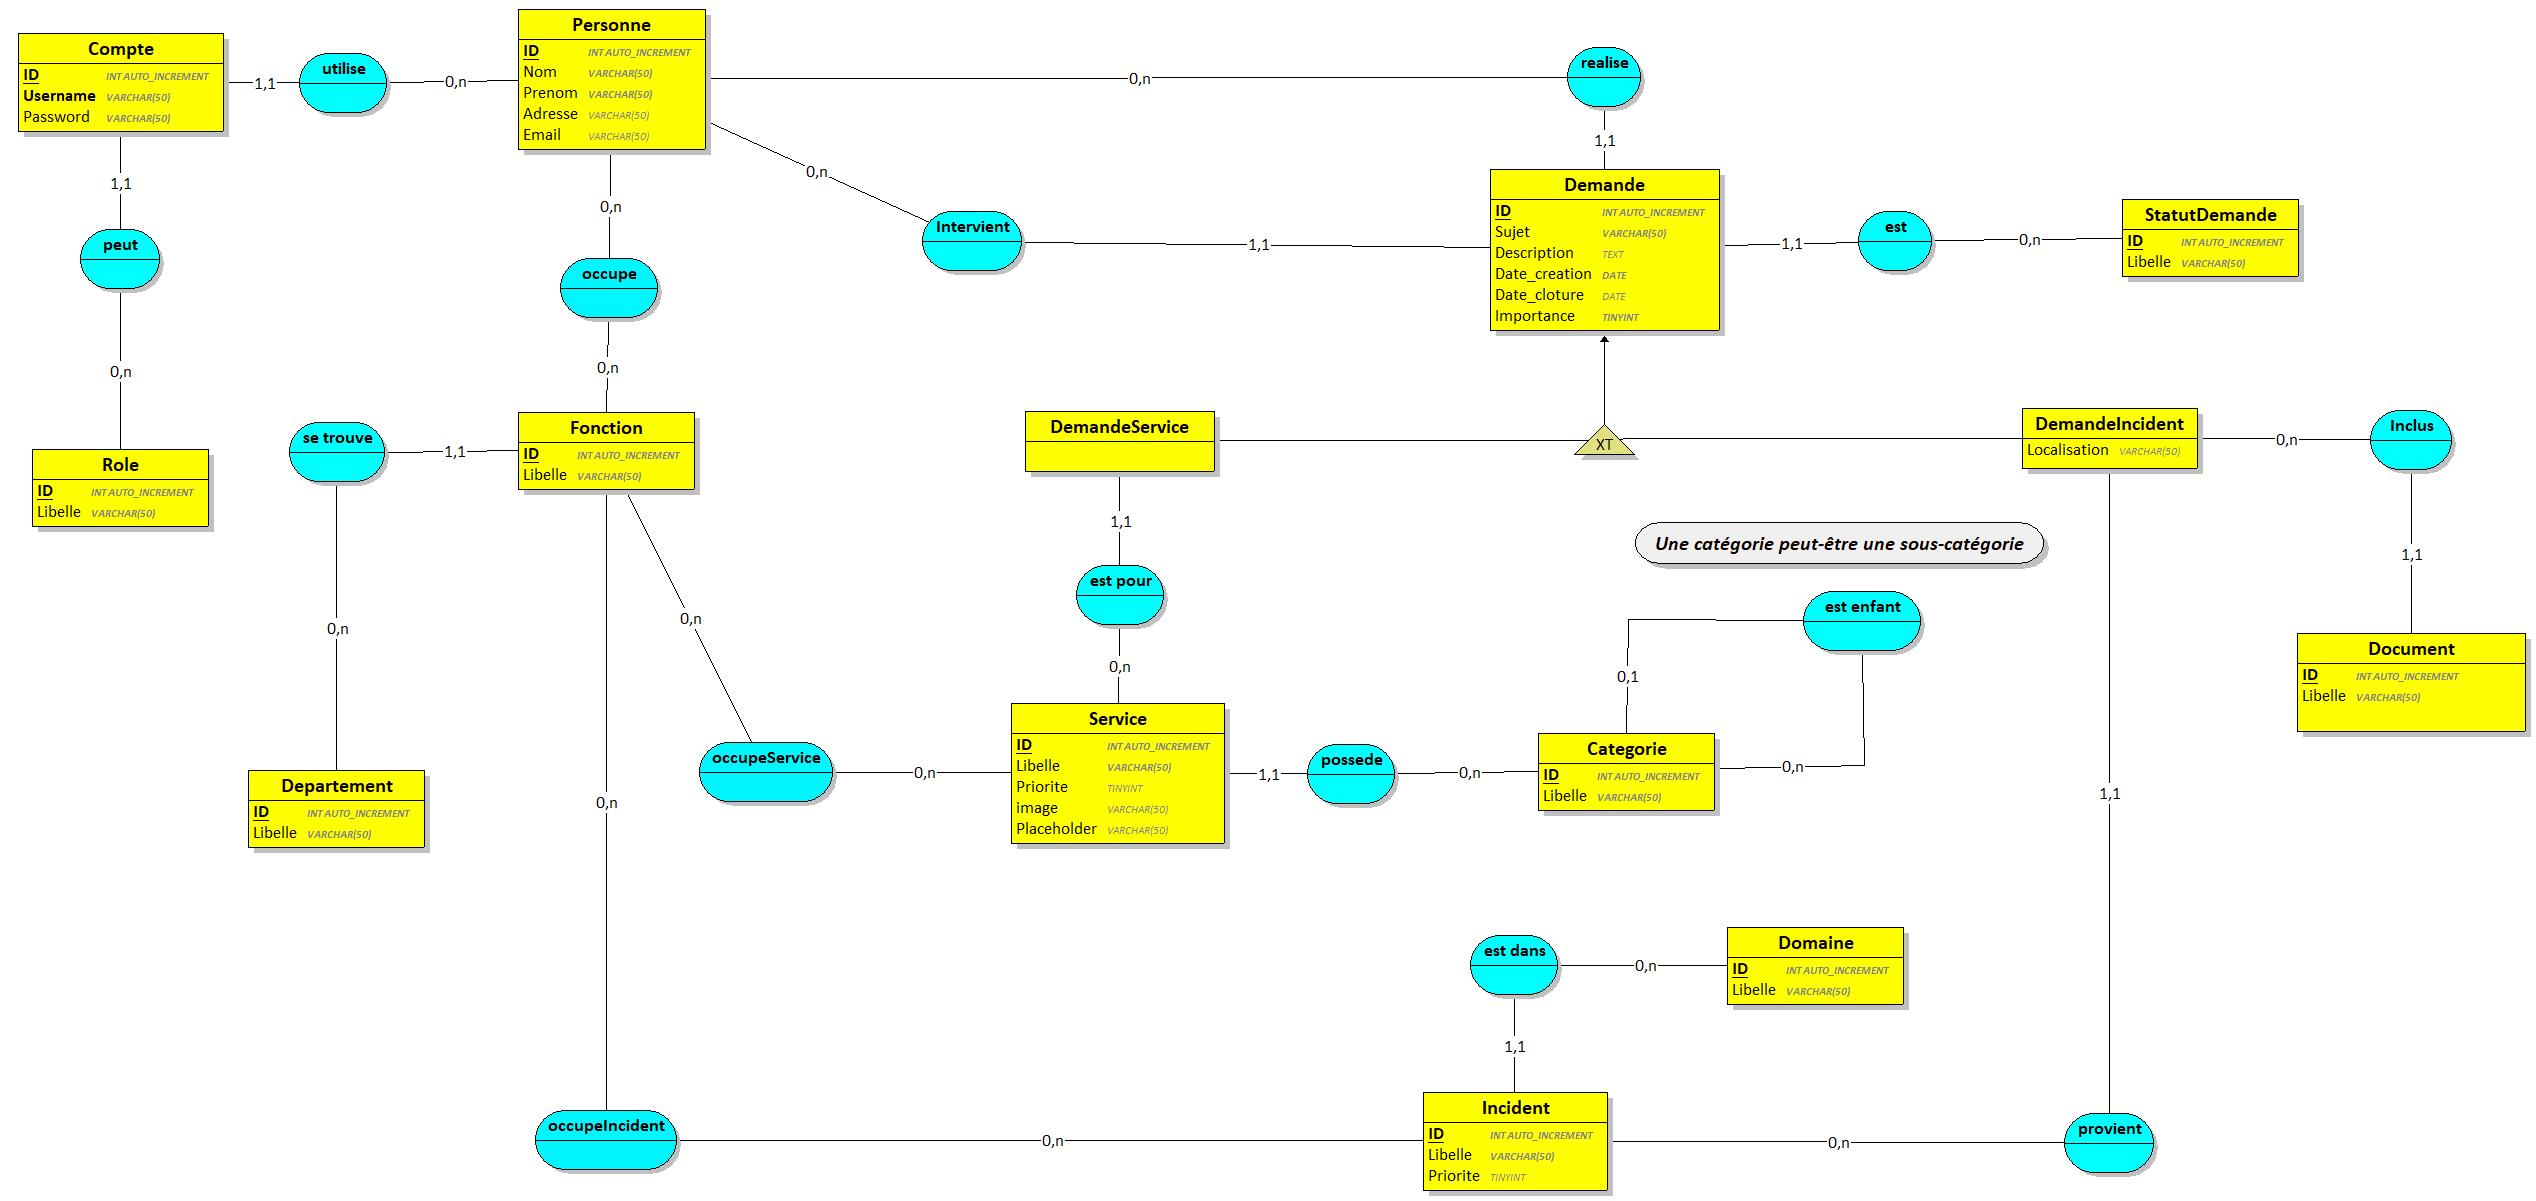 Compte
ID INT AUTO_INCREMENT
Username VARCHAR(50)
Password VARCHAR(50)
1,1
utilise
0,n
Personne
ID INT AUTO_INCREMENT
Nom VARCHAR(50)
Prenom VARCHAR(50)
Adresse VARCHAR(50)
Email VARCHAR(50)
0,n
realise
1,1
0,n
Intervient
1,1
Demande
ID INT AUTO_INCREMENT
Sujet VARCHAR(50)
Description TEXT
Date_creation DATE
Date_cloture DATE
Importance TINYINT
1,1
est
0,n
StatutDemande
ID INT AUTO_INCREMENT
Libelle VARCHAR(50)
1,1
peut
0,n
Role
ID INT AUTO_INCREMENT
Libelle VARCHAR(50)
0,n
occupe
0,n
se trouve
1,1
Fonction
ID INT AUTO_INCREMENT
Libelle VARCHAR(50)
0,n
Departement
ID INT AUTO_INCREMENT
Libelle VARCHAR(50)
DemandeService
XT
DemandeIncident
Localisation VARCHAR(50)
0,n
Inclus
1,1
Document
ID INT AUTO_INCREMENT
Libelle VARCHAR(50)
1,1
est pour
0,n
Une catégorie peut-être une sous-catégorie
est enfant
0,1
0,n
0,n
occupeService
0,n
Service
ID INT AUTO_INCREMENT
Libelle VARCHAR(50)
Priorite TINYINT
image VARCHAR(50)
Placeholder VARCHAR(50)
1,1
possede
0,n
Categorie
ID INT AUTO_INCREMENT
Libelle VARCHAR(50)
0,n
1,1
est dans
0,n
Domaine
ID INT AUTO_INCREMENT
Libelle VARCHAR(50)
1,1
occupeIncident
0,n
Incident
ID INT AUTO_INCREMENT
Libelle VARCHAR(50)
Priorite TINYINT
0,n
provient